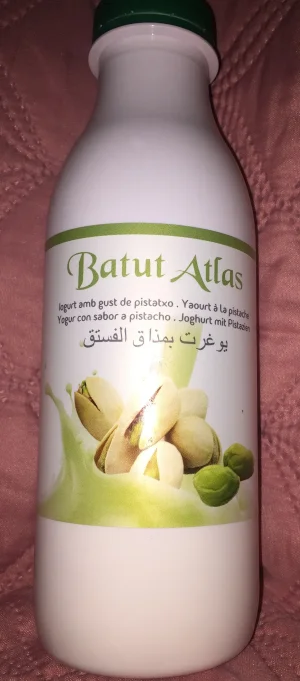 Batut Atlas
Iogurt amb gust de pistatxo . Yaourt à la pistache
Yogur con sabor a pistacho . Joghurt mit Pistazien
يوغرت بمذاق الفستق